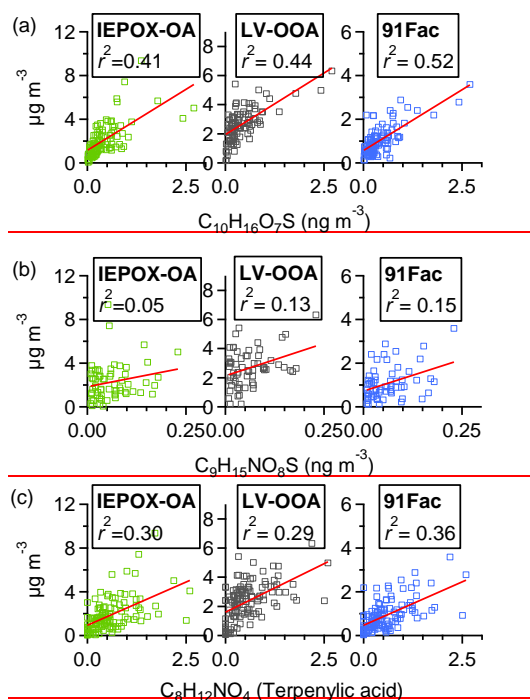 (a) IEPOX-OA LV-OOA 91Fac
r²=0.41 r²= 0.44 r² = 0.52
µg m⁻³
12
8
4
0
8
6
4
2
0
6
4
2
0
0.0 2.5 0.0 2.5 0.0 2.5
C₁₀H₁₆O₇S (ng m⁻³)
(b) IEPOX-OA LV-OOA 91Fac
r²=0.05 r² = 0.13 r² = 0.15
µg m⁻³
12
8
4
0
8
6
4
2
0
6
4
2
0
0.00 0.25 0.00 0.25 0.00 0.25
C₉H₁₅NO₈S (ng m⁻³)
(c) IEPOX-OA LV-OOA 91Fac
r²=0.30 r² = 0.29 r² = 0.36
µg m⁻³
12
8
4
0
8
6
4
2
0
6
4
2
0
0.0 2.5 0.0 2.5 0.0 2.5
C₈H₁₂NO₄ (Terpenylic acid)